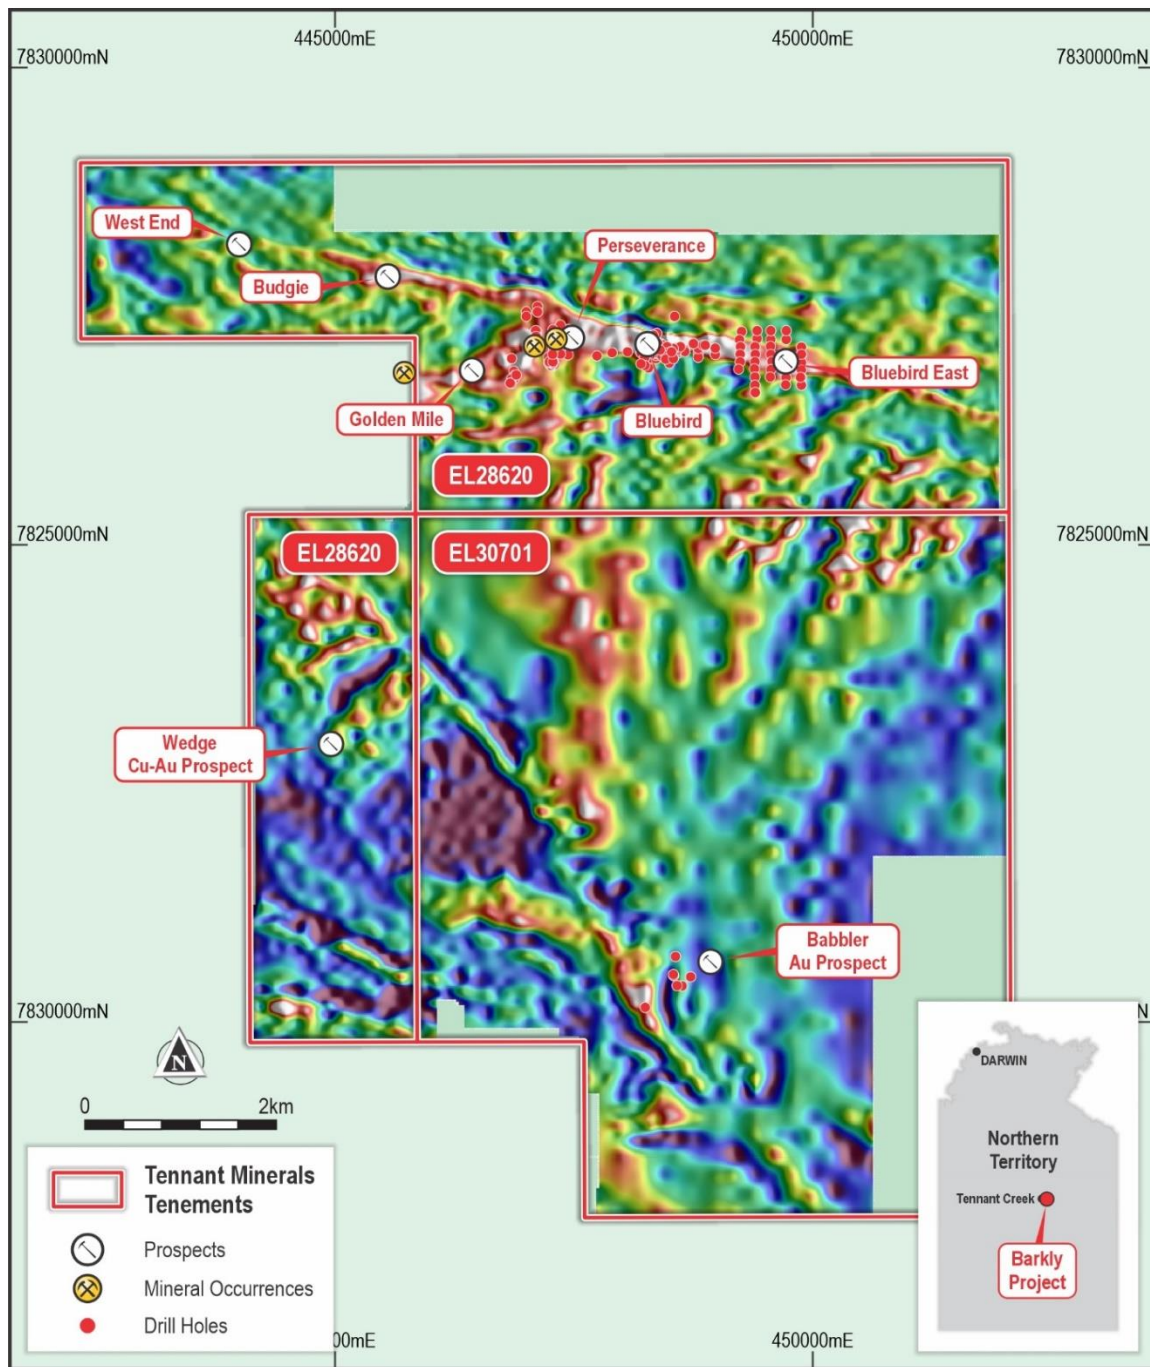 445000mE
450000mE
7830000mN
7830000mN
West End
Perseverance
Budgie
Bluebird East
Golden Mile
Bluebird
EL28620
7825000mN
7825000mN
EL28620
EL30701
Wedge
Cu-Au Prospect
Babbler
Au Prospect
7830000mN
N
0
2km
Tennant Minerals
Tenements
Prospects
Mineral Occurrences
Drill Holes
DARWIN
Northern
Territory
Tennant Creek
Barkly
Project
00mE
450000mE